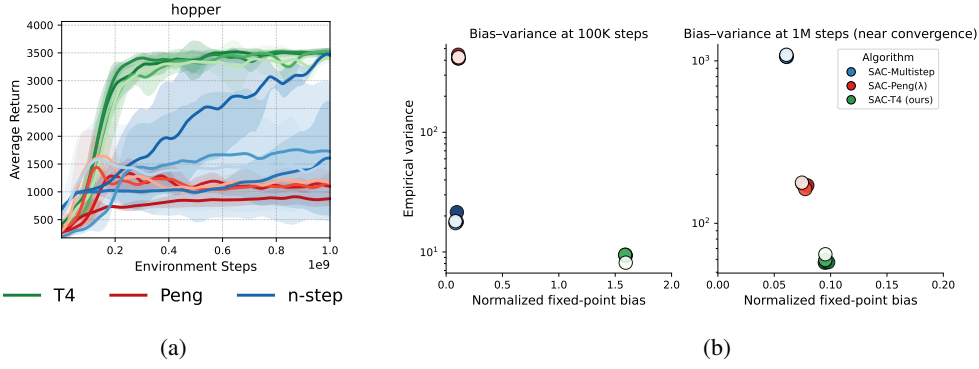 hopper
4000
3500
3000
2500
2000
1500
1000
500
Average Return
0.2
0.4
0.6
0.8
1.0
1e9
Environment Steps
T4
Peng
n-step
(a)
Bias–variance at 100K steps
Empirical variance
10²
10¹
0.0
0.5
1.0
1.5
2.0
Normalized fixed-point bias
Bias–variance at 1M steps (near convergence)
10³
10²
Algorithm
SAC-Multistep
SAC-Peng(λ)
SAC-T4 (ours)
0.00
0.05
0.10
0.15
0.20
Normalized fixed-point bias
(b)